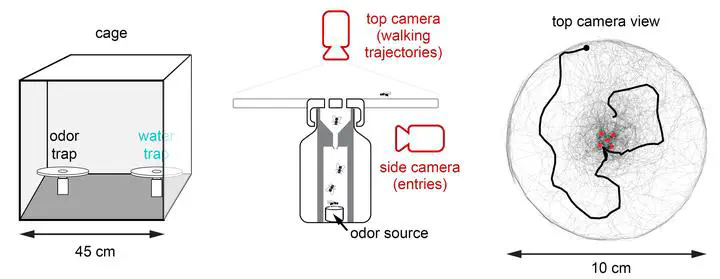 cage
odor
trap
water
trap
45 cm
top camera
(walking
trajectories)
side camera
(entries)
odor source
top camera view
10 cm